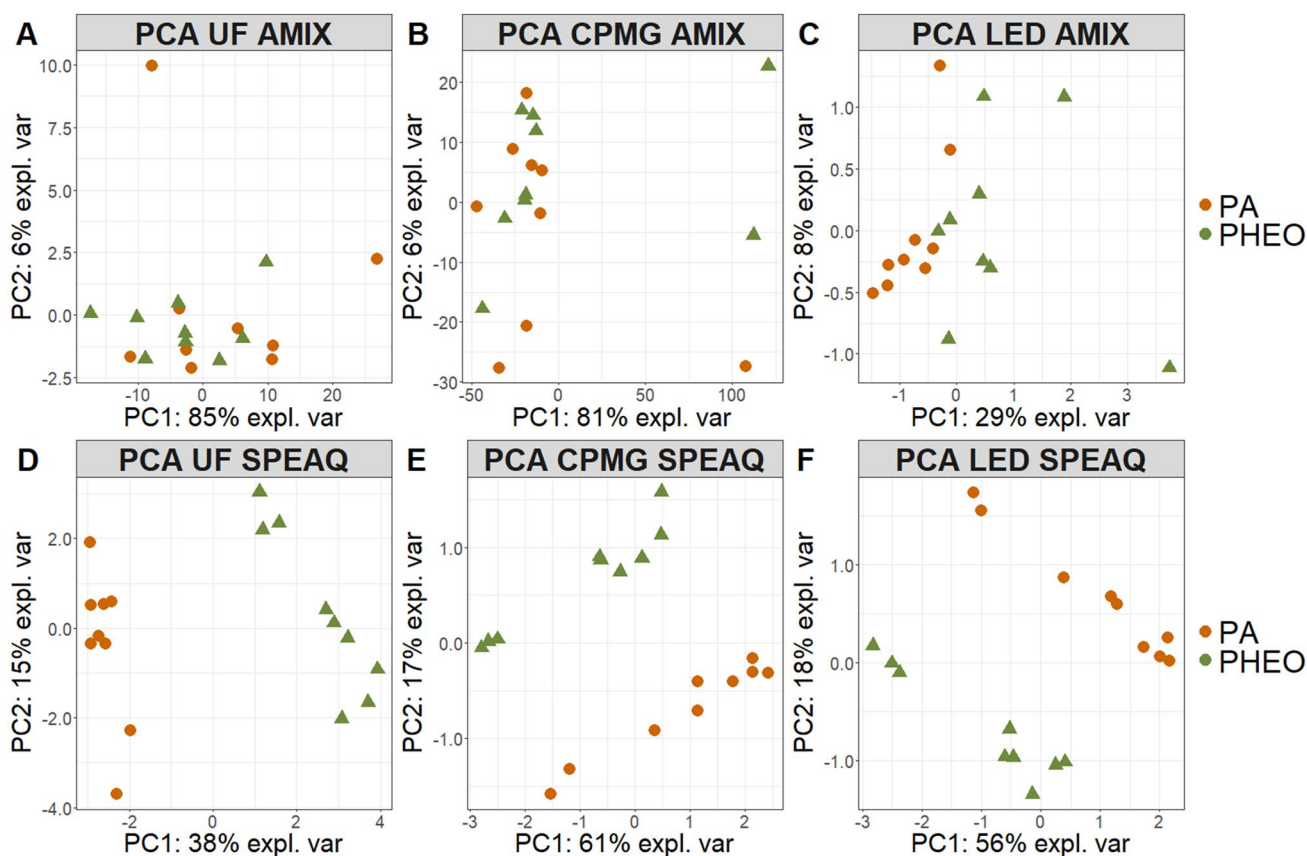 A
PCA UF AMIX
PC2: 6% expl. var
10.0
7.5
5.0
2.5
0.0
-2.5
-10
0
10
20
PC1: 85% expl. var
B
PCA CPMG AMIX
PC2: 6% expl. var
20
10
0
-10
-20
-30
-50
0
50
100
PC1: 81% expl. var
C
PCA LED AMIX
PC2: 8% expl. var
1.0
0.5
0.0
-0.5
-1.0
-1
0
1
2
3
PC1: 29% expl. var
PA
PHEO
D
PCA UF SPEAQ
PC2: 15% expl. var
2.0
0.0
-2.0
-4.0
-2
0
2
4
PC1: 38% expl. var
E
PCA CPMG SPEAQ
PC2: 17% expl. var
1.0
0.0
-1.0
-3
-2
-1
0
1
2
PC1: 61% expl. var
F
PCA LED SPEAQ
PC2: 18% expl. var
1.0
0.0
-1.0
-3
-2
-1
0
1
2
PC1: 56% expl. var
PA
PHEO